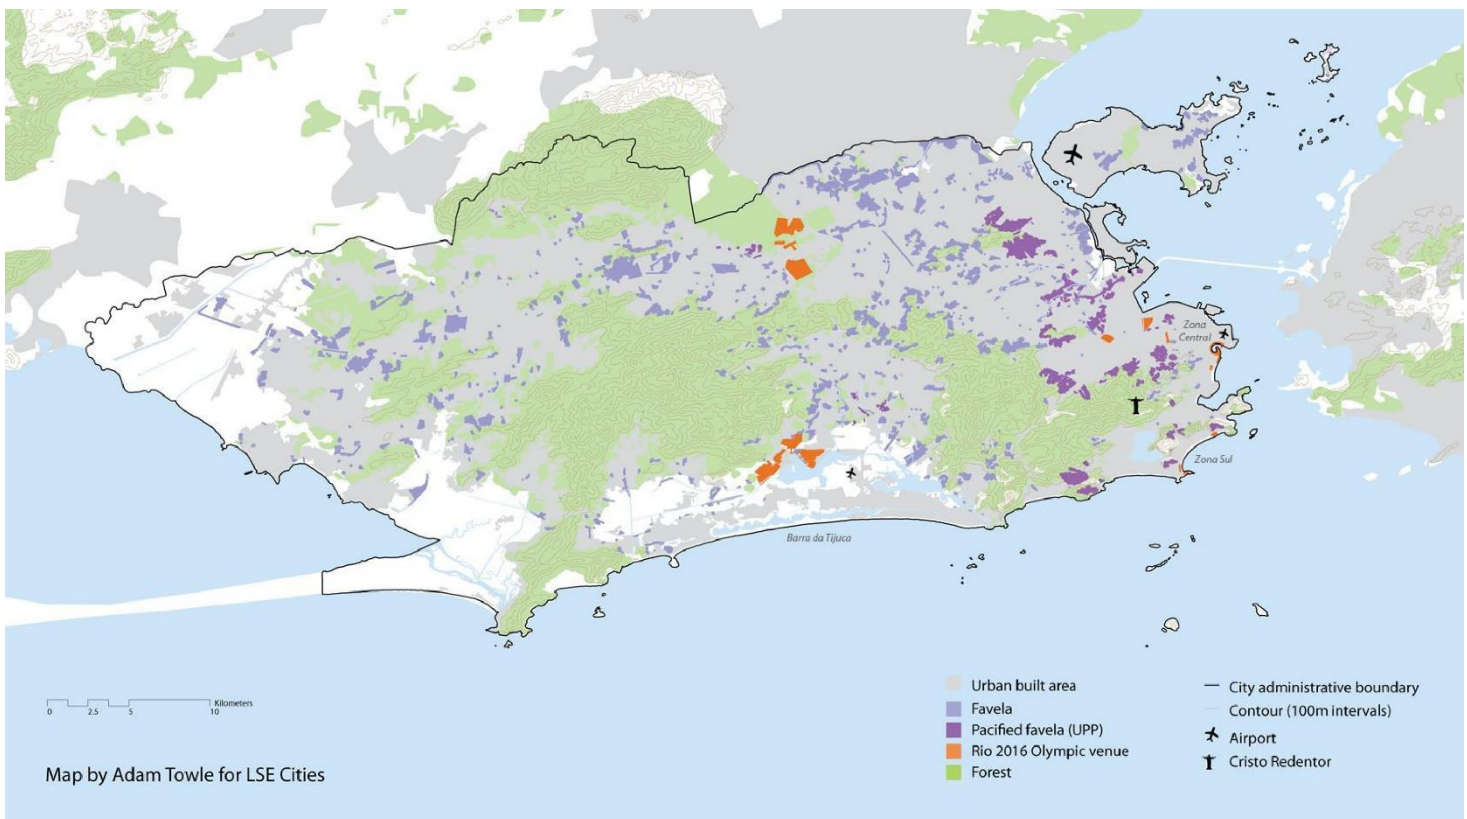 Zona
Central
Zona Sul
Barra da Tijuca
Kilometers
0 2.5 5 10
Map by Adam Towle for LSE Cities
Urban built area
Favela
Pacified favela (UPP)
Rio 2016 Olympic venue
Forest
City administrative boundary
Contour (100m intervals)
Airport
Cristo Redentor